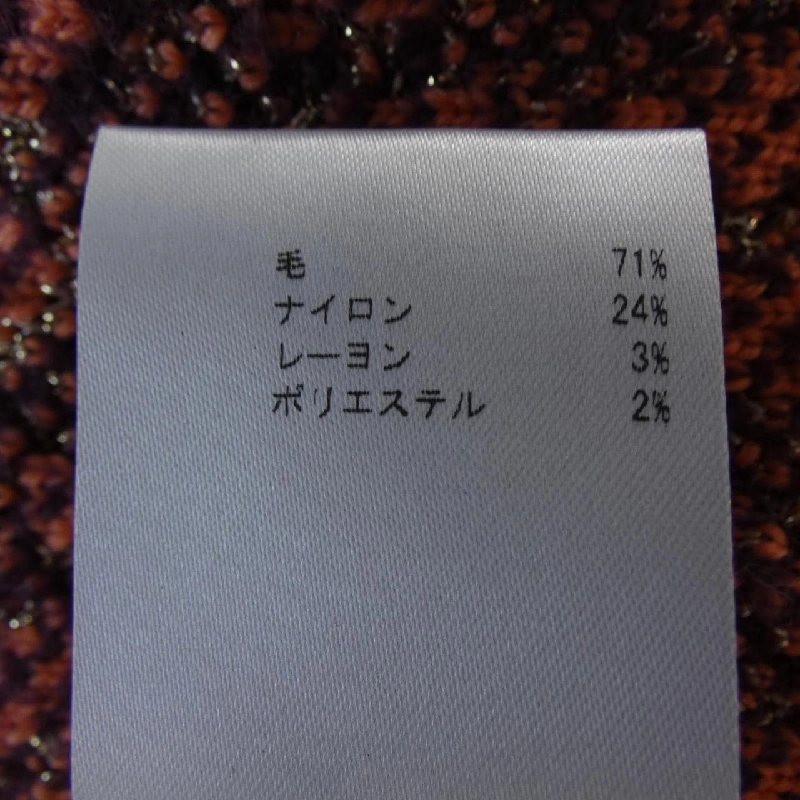 毛 71%
ナイロン 24%
レーヨン 3%
ポリエステル 2%